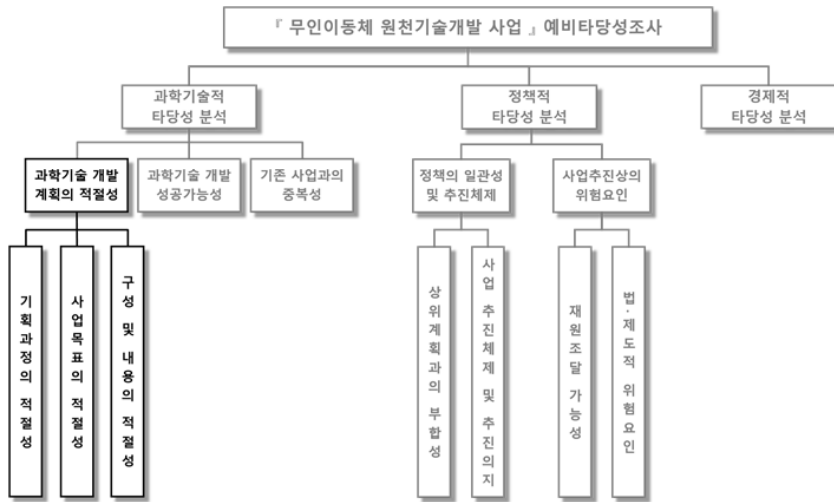 『 무인이동체 원천기술개발 사업 』 예비타당성조사
과학기술적
타당성 분석
정책적
타당성 분석
경제적
타당성 분석
과학기술 개발
계획의 적절성
과학기술 개발
성공가능성
기존 사업과의
중복성
정책의 일관성
및 추진체제
사업추진상의
위험요인
기획과정의 적절성
사업목표의 적절성
구성 및 내용의 적절성
상위계획과의 부합성
사업 추진체제 및 추진의지
재원조달 가능성
법·제도적 위험요인